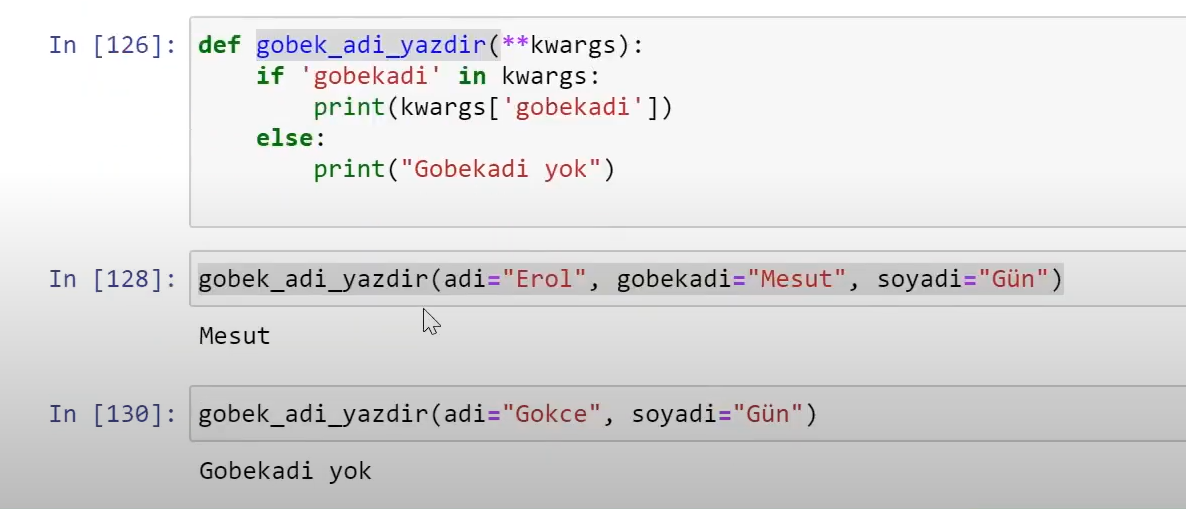 In [126]: def gobek_adi_yazdir(**kwargs):
    if 'gobekadi' in kwargs:
        print(kwargs['gobekadi'])
    else:
        print("Gobekadi yok")
In [128]: gobek_adi_yazdir(adi="Erol", gobekadi="Mesut", soyadi="Gün")
Mesut
In [130]: gobek_adi_yazdir(adi="Gokce", soyadi="Gün")
Gobekadi yok